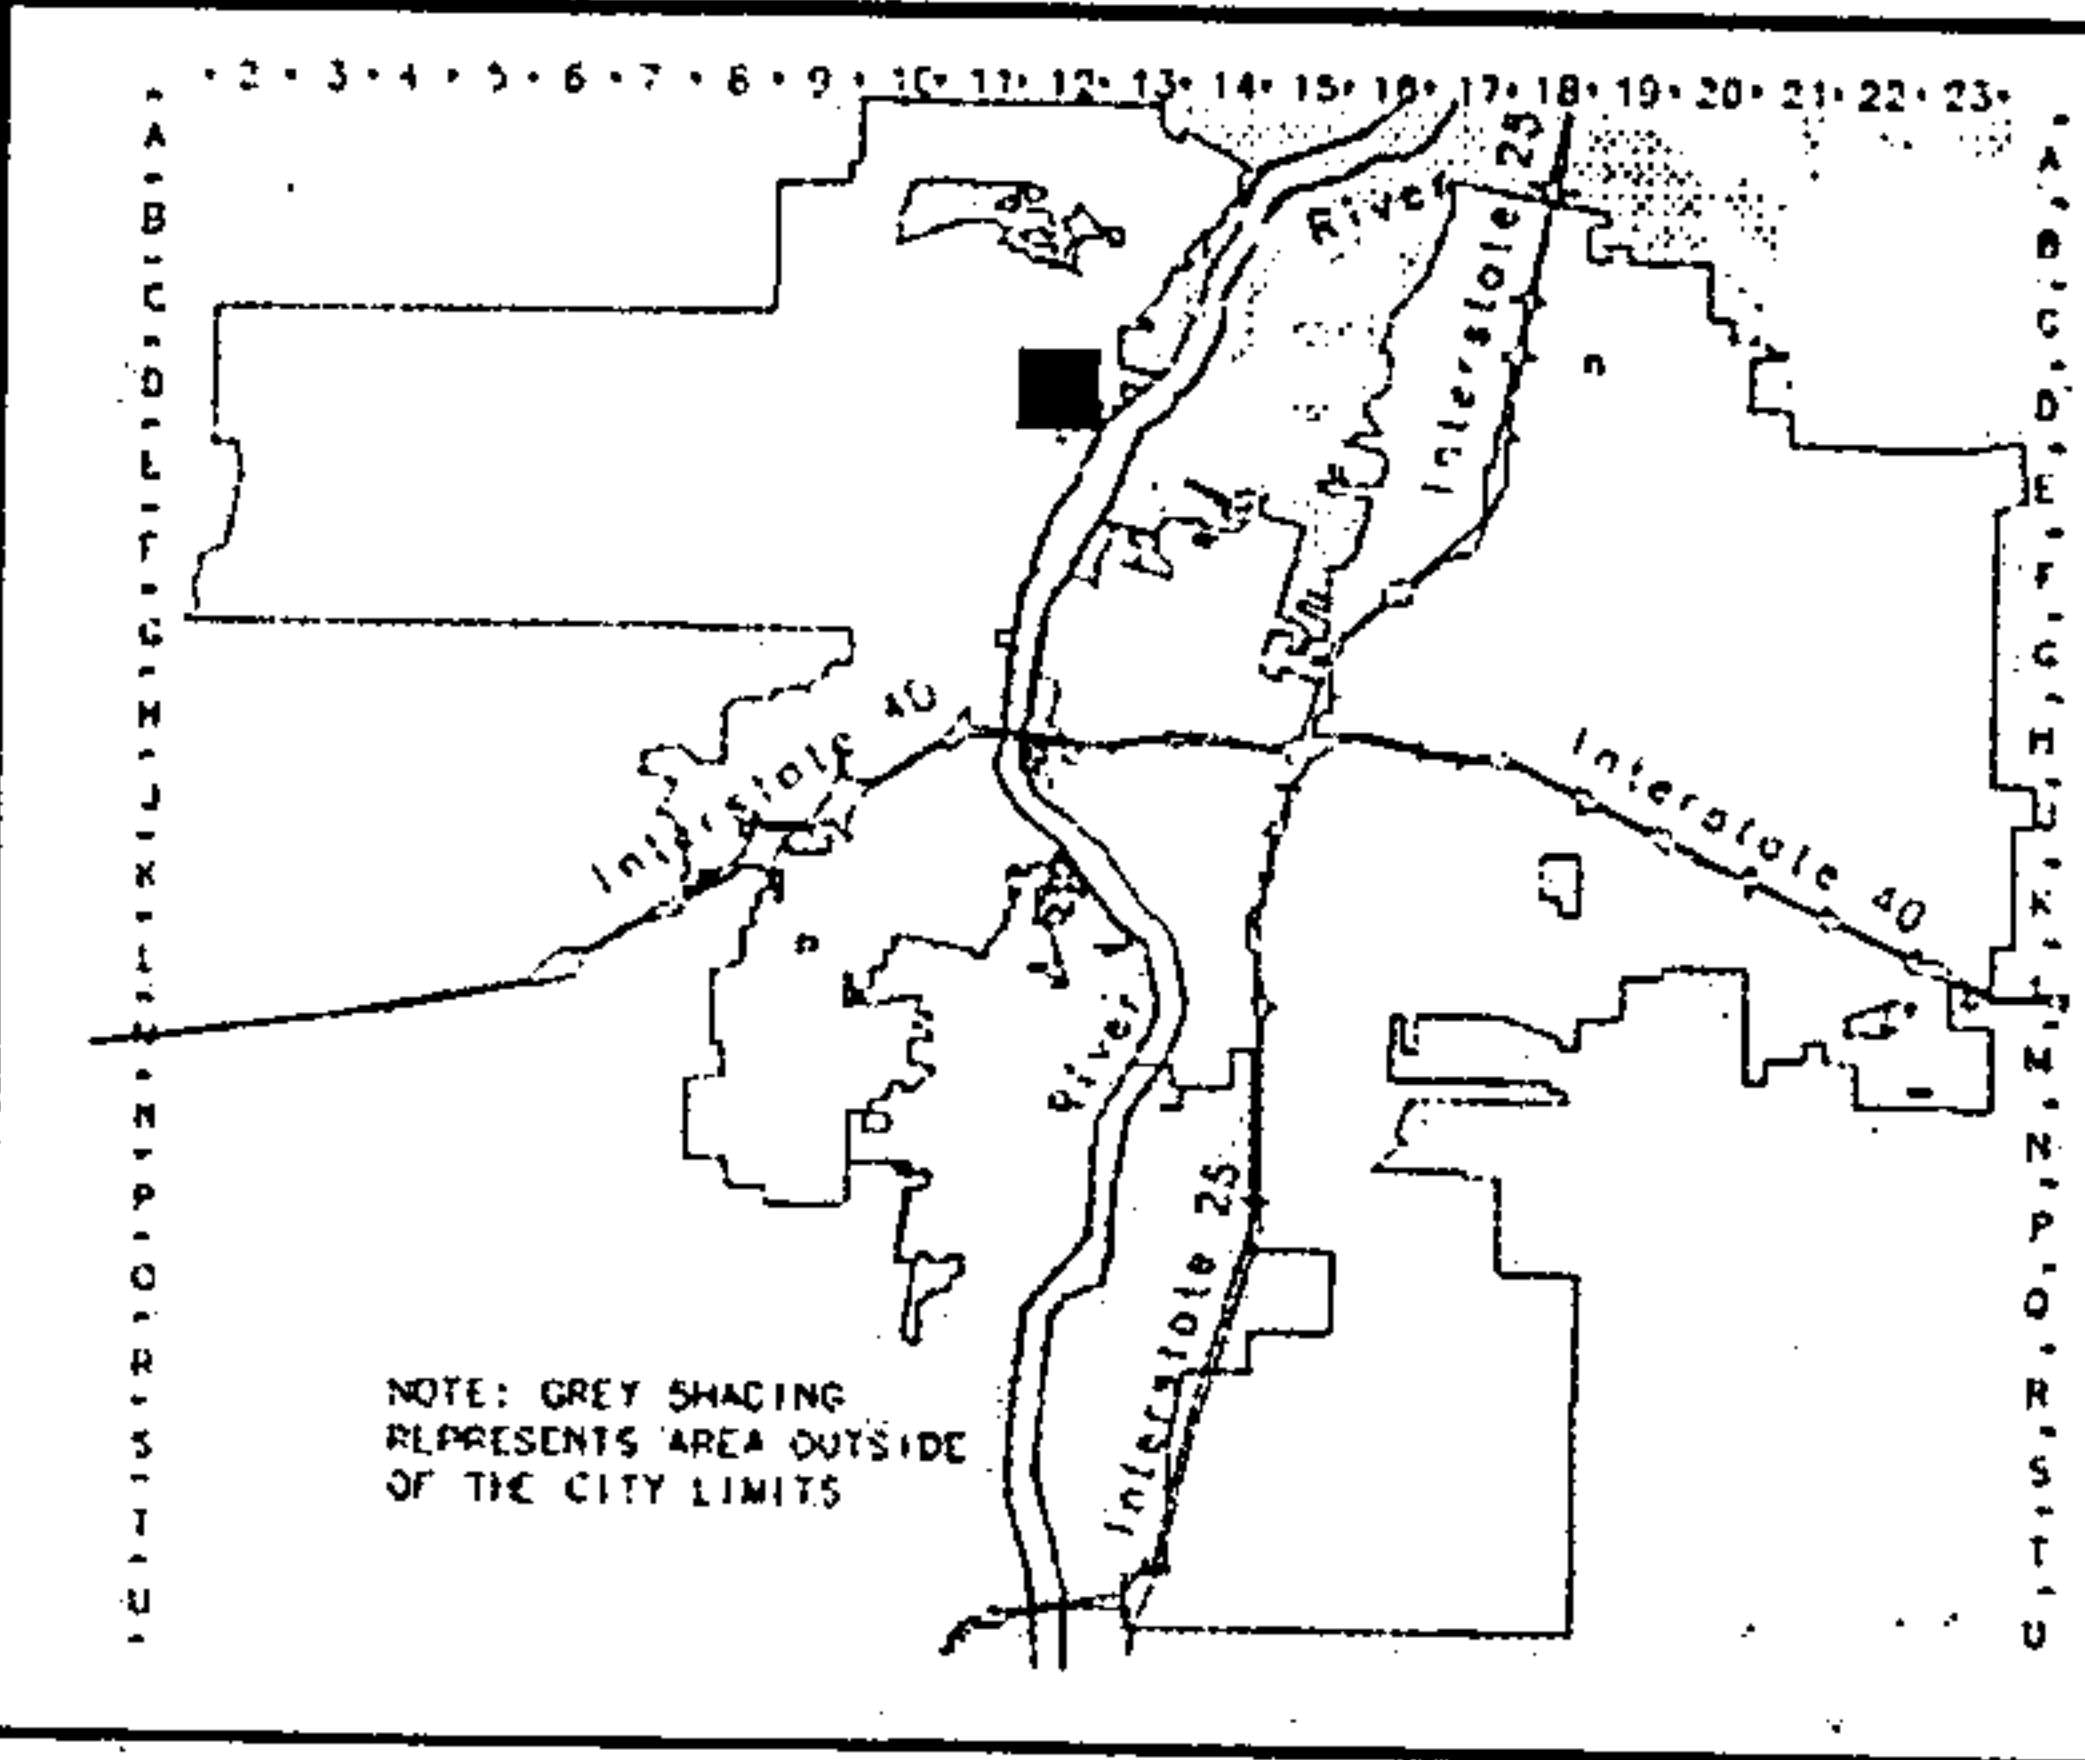 2 3 4 5 6 7 8 9 10 11 12 13 14 15 16 17 18 19 20 21 22 23
A
B
C
D
E
F
G
H
J
K
L
M
N
P
Q
R
S
T
U
A
B
C
D
E
F
G
H
J
K
L
M
N
P
Q
R
S
T
U
River
Interstate 25
Interstate 40
Interstate 40
River
Interstate 25
NOTE: GREY SHADING
REPRESENTS AREA OUTSIDE
OF THE CITY LIMITS